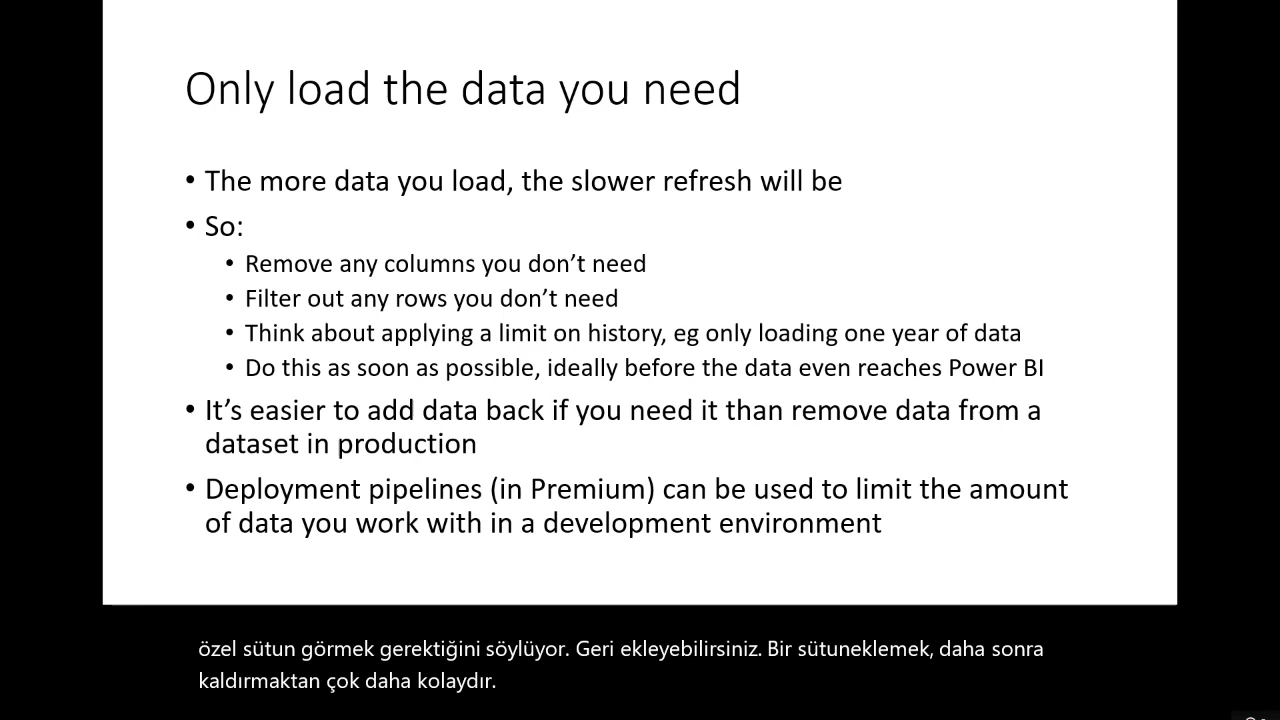 Only load the data you need
• The more data you load, the slower refresh will be
• So:
• Remove any columns you don’t need
• Filter out any rows you don’t need
• Think about applying a limit on history, eg only loading one year of data
• Do this as soon as possible, ideally before the data even reaches Power BI
• It’s easier to add data back if you need it than remove data from a
dataset in production
• Deployment pipelines (in Premium) can be used to limit the amount
of data you work with in a development environment
özel sütun görmek gerektiğini söylüyor. Geri ekleyebilirsiniz. Bir sütuneklemek, daha sonra
kaldırmaktan çok daha kolaydır.